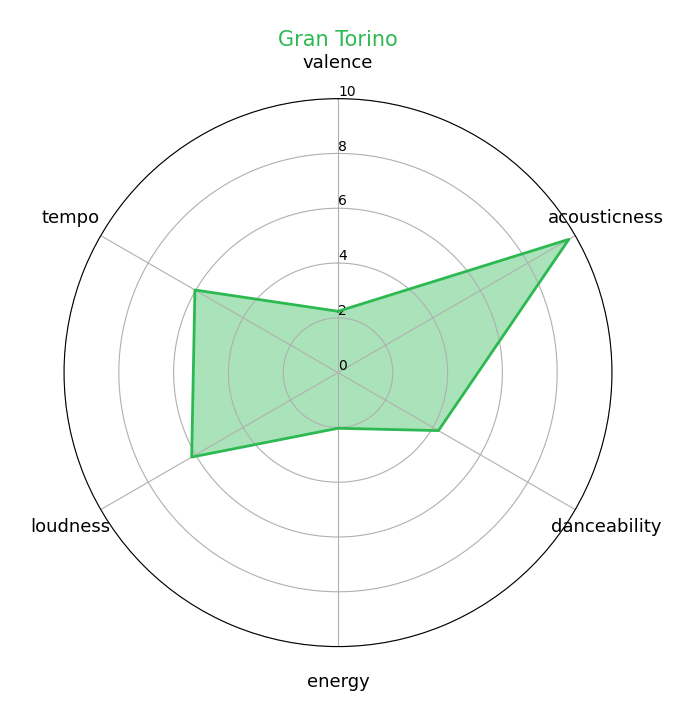 Gran Torino
valence
10
8
6
4
2
0
tempo
acousticness
loudness
danceability
energy